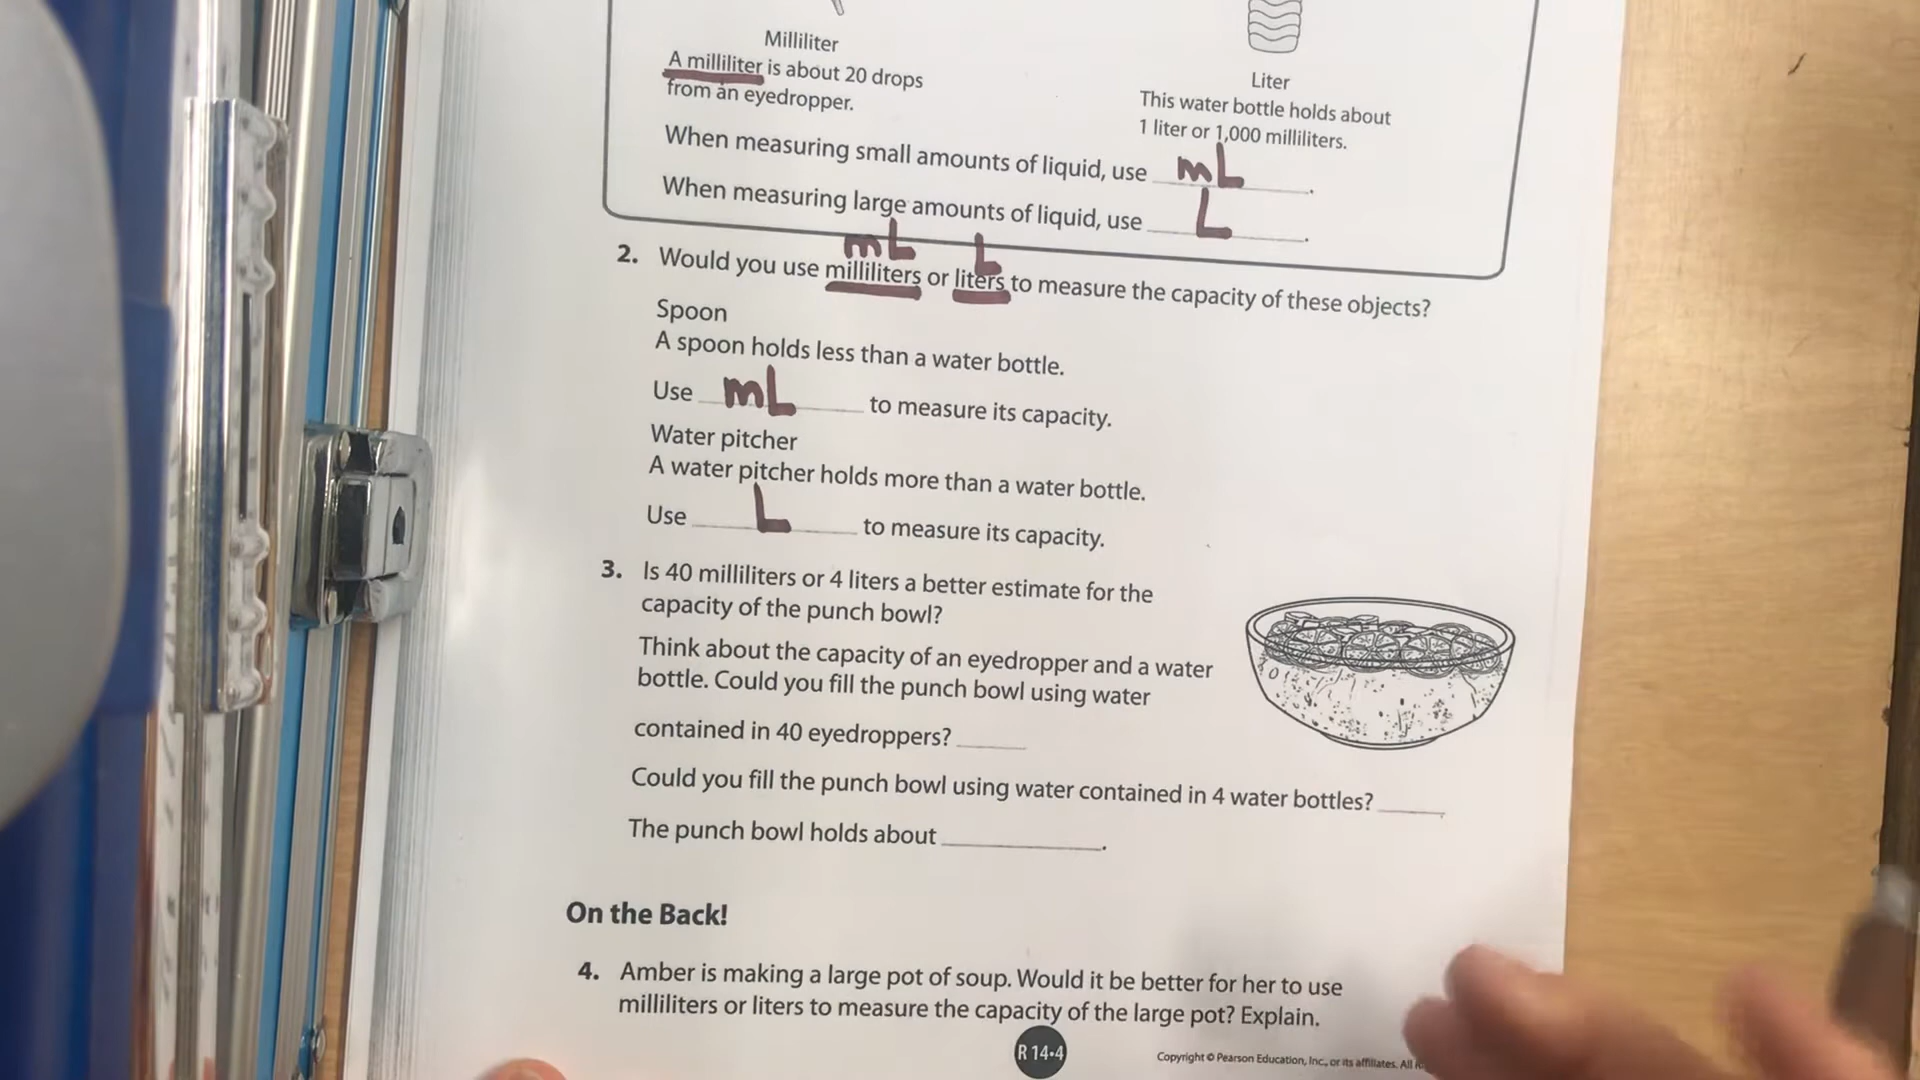 Milliliter
A milliliter is about 20 drops
from an eyedropper.
Liter
This water bottle holds about
1 liter or 1,000 milliliters.
When measuring small amounts of liquid, use mL.
When measuring large amounts of liquid, use L.
mL L
2. Would you use milliliters or liters to measure the capacity of these objects?
Spoon
A spoon holds less than a water bottle.
Use mL to measure its capacity.
Water pitcher
A water pitcher holds more than a water bottle.
Use L to measure its capacity.
3. Is 40 milliliters or 4 liters a better estimate for the
capacity of the punch bowl?
Think about the capacity of an eyedropper and a water
bottle. Could you fill the punch bowl using water
contained in 40 eyedroppers? ____
Could you fill the punch bowl using water contained in 4 water bottles? ____
The punch bowl holds about ____.
On the Back!
4. Amber is making a large pot of soup. Would it be better for her to use
milliliters or liters to measure the capacity of the large pot? Explain.
R 14•4
Copyright © Pearson Education, Inc., or its affiliates. All